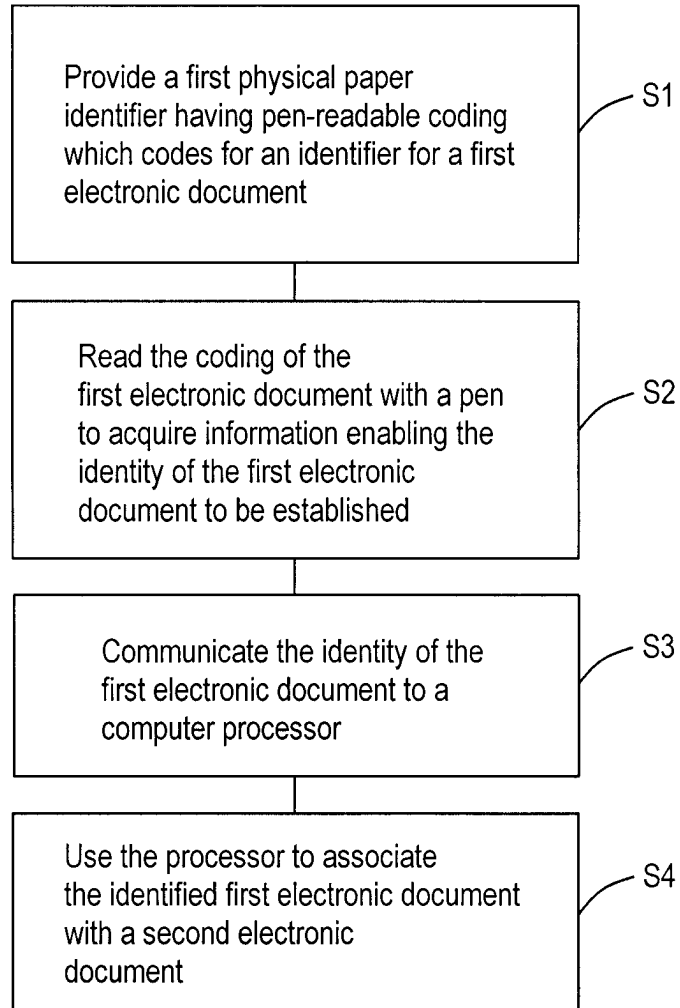 Provide a first physical paper
identifier having pen-readable coding
which codes for an identifier for a first
electronic document
S1
Read the coding of the
first electronic document with a pen
to acquire information enabling the
identity of the first electronic
document to be established
S2
Communicate the identity of the
first electronic document to a
computer processor
S3
Use the processor to associate
the identified first electronic document
with a second electronic
document
S4